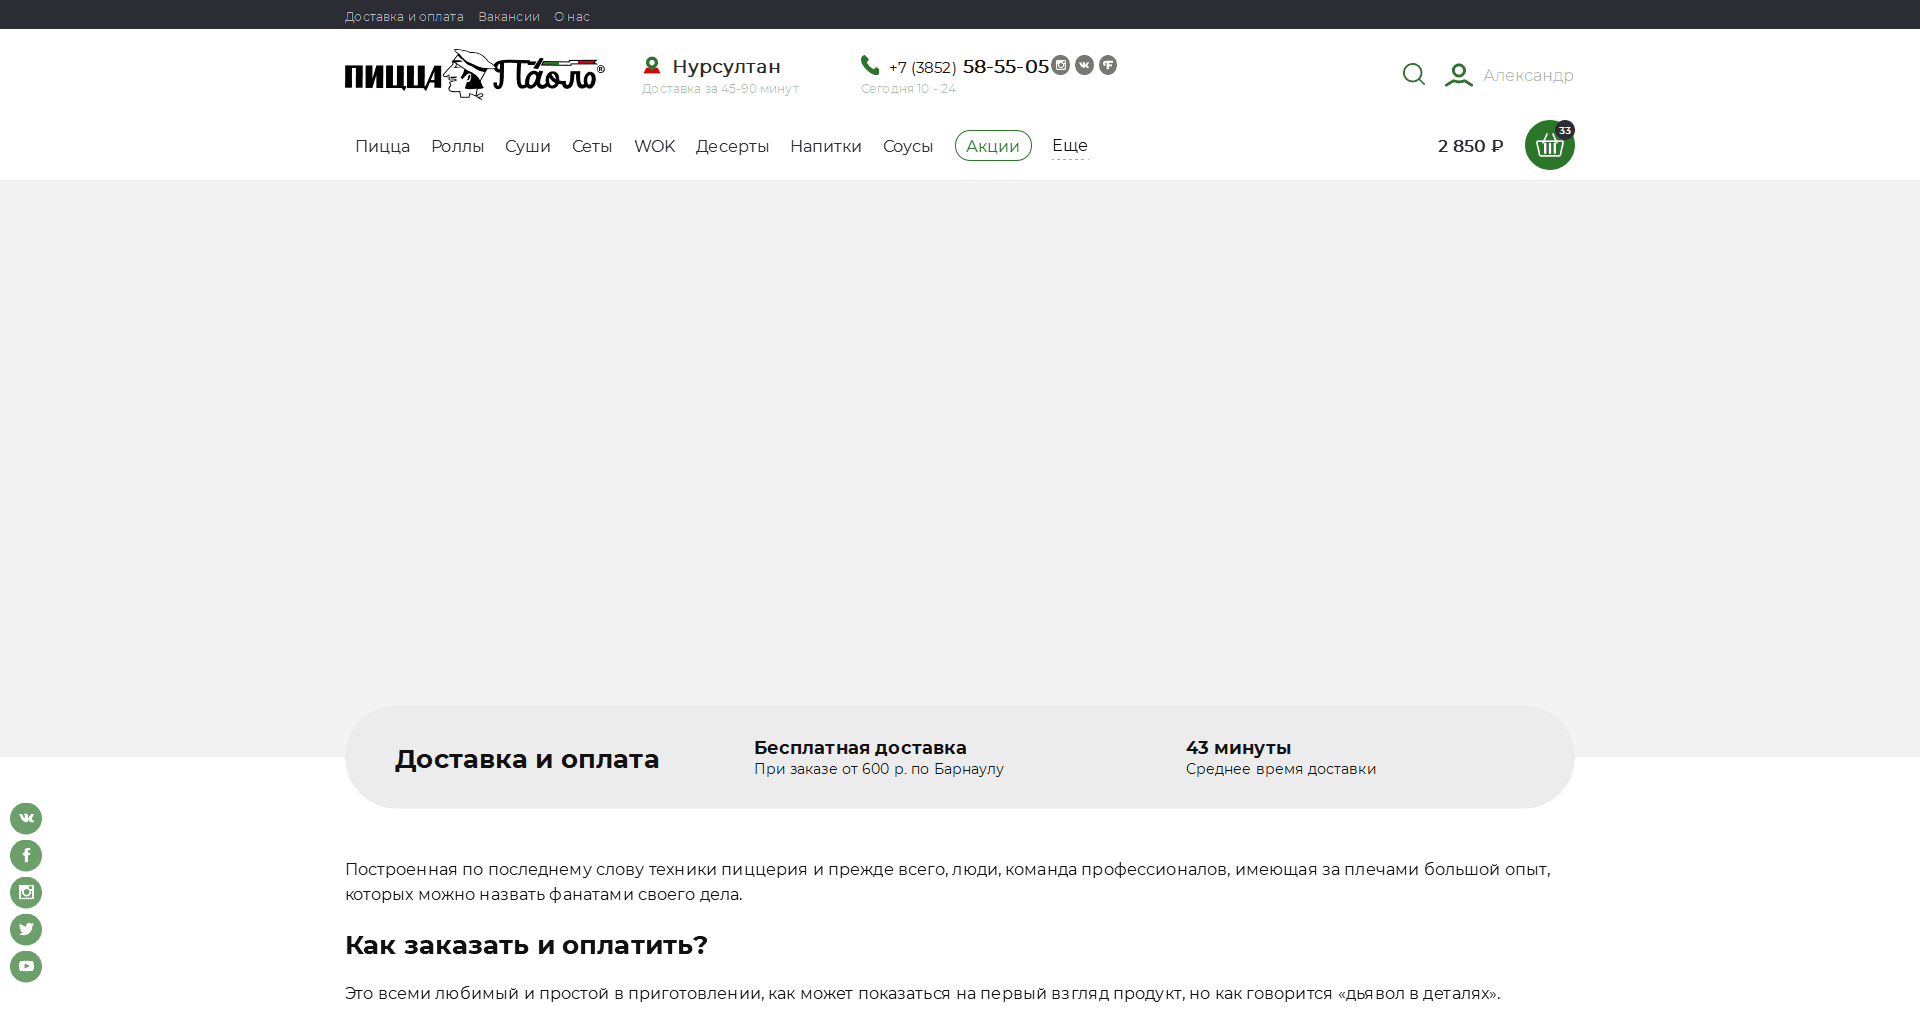 Доставка и оплата Вакансии О нас
ПИЦЦА Па́оло®
Нурсултан
Доставка за 45-90 минут
+7 (3852) 58-55-05
Сегодня 10 - 24
Александр
Пицца Роллы Суши Сеты WOK Десерты Напитки Соусы Акции Еще
2 850 ₽
33
Доставка и оплата
Бесплатная доставка
При заказе от 600 р. по Барнаулу
43 минуты
Среднее время доставки
Построенная по последнему слову техники пиццерия и прежде всего, люди, команда профессионалов, имеющая за плечами большой опыт,
которых можно назвать фанатами своего дела.
Как заказать и оплатить?
Это всеми любимый и простой в приготовлении, как может показаться на первый взгляд продукт, но как говорится «дьявол в деталях».